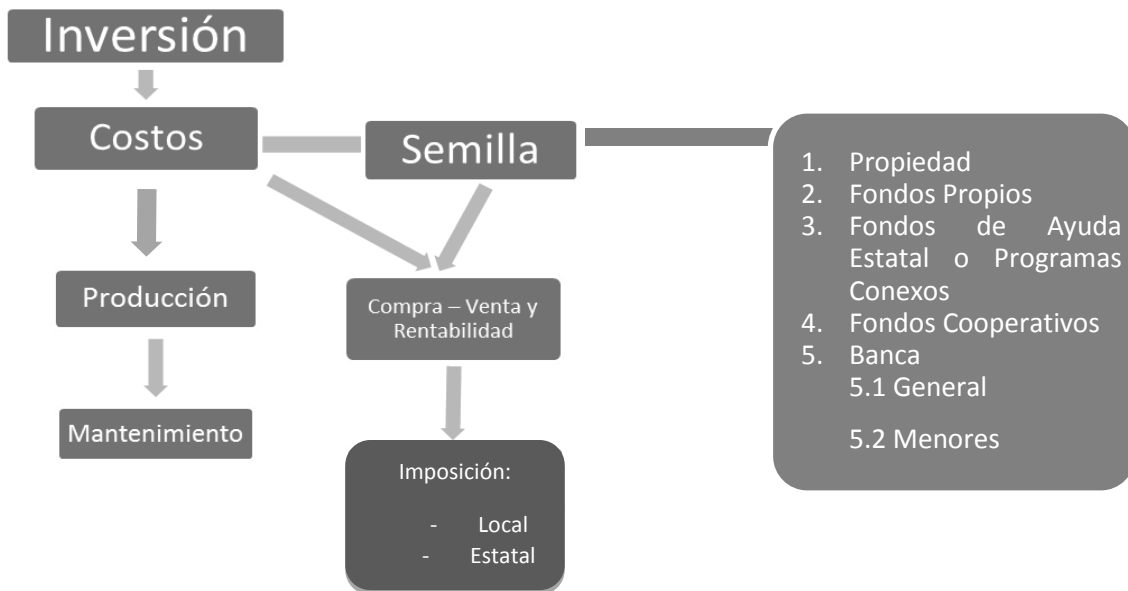 Inversión
Costos
Semilla
Producción
Mantenimiento
Compra – Venta y
Rentabilidad
Imposición:
- Local
- Estatal
1. Propiedad
2. Fondos Propios
3. Fondos de Ayuda
Estatal o Programas
Conexos
4. Fondos Cooperativos
5. Banca
5.1 General
5.2 Menores